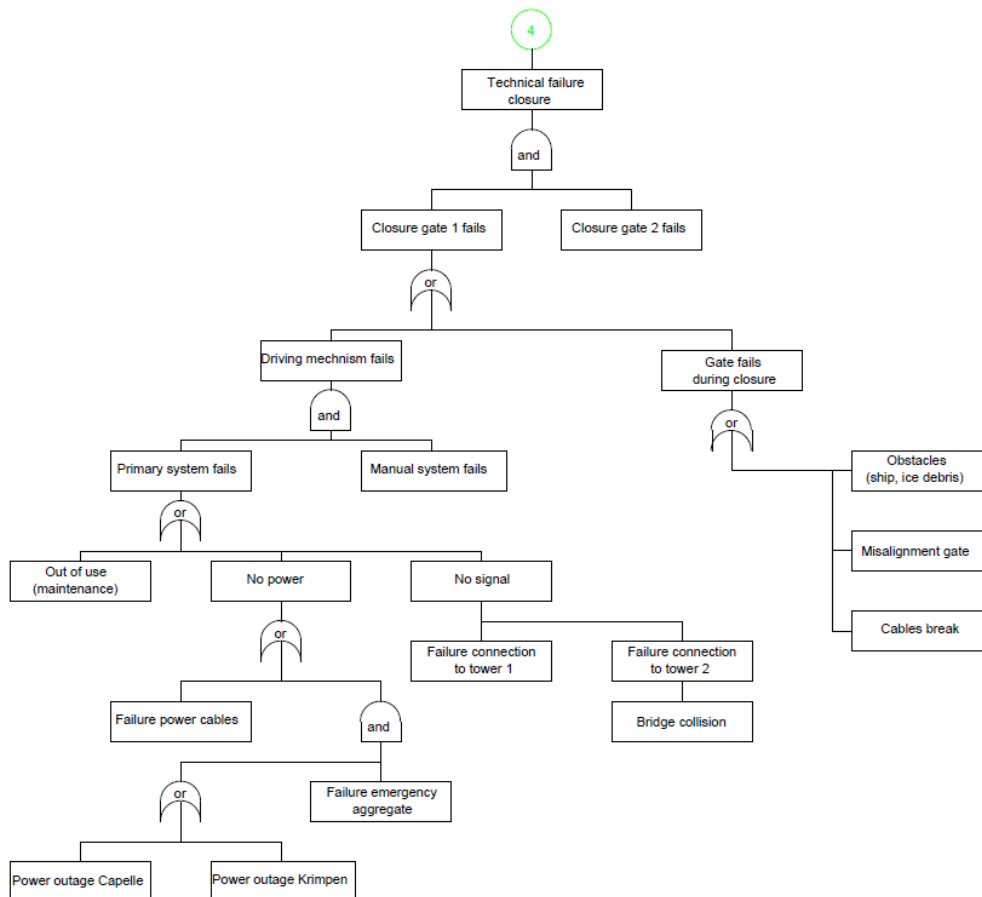 4
Technical failure
closure
and
Closure gate 1 fails
Closure gate 2 fails
or
Driving mechnism fails
Gate fails
during closure
and
or
Primary system fails
Manual system fails
Obstacles
(ship, ice debris)
or
Misalignment gate
Out of use
(maintenance)
No power
No signal
Cables break
or
Failure connection
to tower 1
Failure connection
to tower 2
Failure power cables
and
Bridge collision
or
Failure emergency
aggregate
Power outage Capelle
Power outage Krimpen